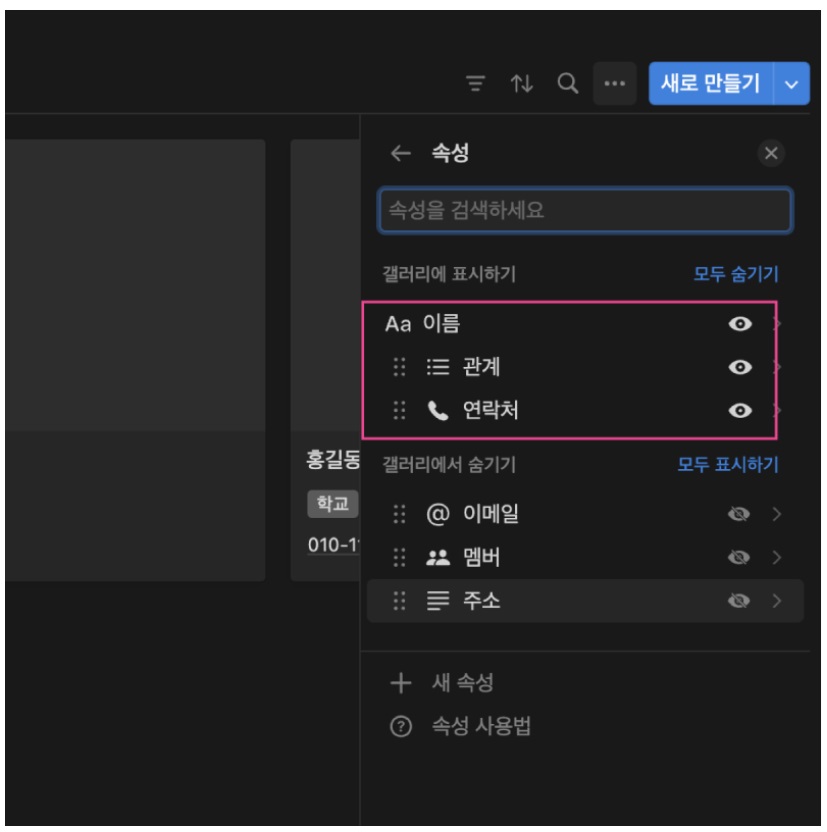 새로 만들기
속성
속성을 검색하세요
갤러리에 표시하기 모두 숨기기
Aa 이름
관계
연락처
홍길동
갤러리에서 숨기기 모두 표시하기
학교
@ 이메일
010-1
멤버
주소
+ 새 속성
? 속성 사용법